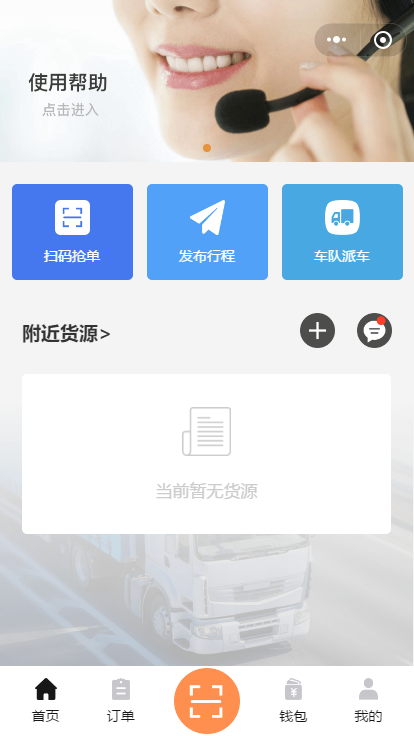 使用帮助
点击进入
扫码抢单
发布行程
车队派车
附近货源>
当前暂无货源
首页
订单
钱包
我的